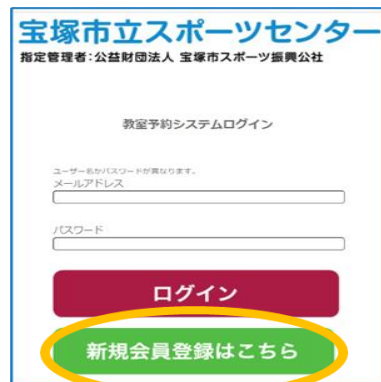 宝塚市立スポーツセンター
指定管理者:公益財団法人 宝塚市スポーツ振興公社
教室予約システムログイン
ユーザー名かパスワードが異なります。
メールアドレス
パスワード
ログイン
新規会員登録はこちら